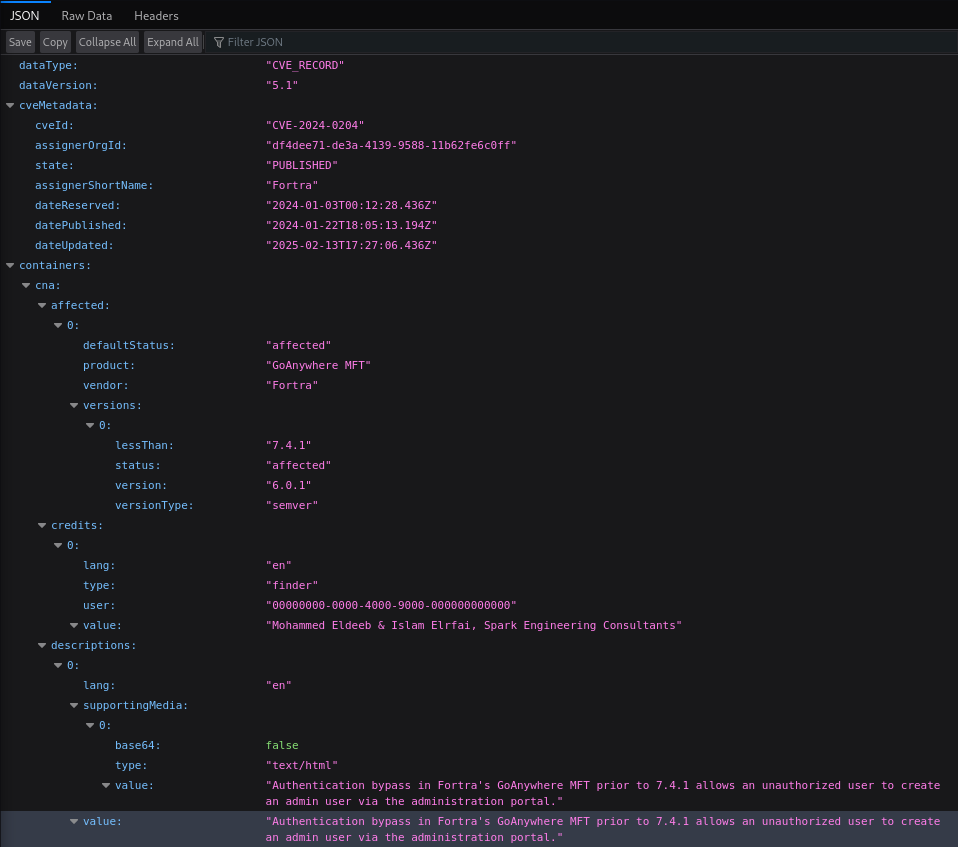 JSON Raw Data Headers
Save Copy Collapse All Expand All Filter JSON
dataType: "CVE_RECORD"
dataVersion: "5.1"
cveMetadata:
cveId: "CVE-2024-0204"
assignerOrgId: "df4dee71-de3a-4139-9588-11b62fe6c0ff"
state: "PUBLISHED"
assignerShortName: "Fortra"
dateReserved: "2024-01-03T00:12:28.436Z"
datePublished: "2024-01-22T18:05:13.194Z"
dateUpdated: "2025-02-13T17:27:06.436Z"
containers:
cna:
affected:
0:
defaultStatus: "affected"
product: "GoAnywhere MFT"
vendor: "Fortra"
versions:
0:
lessThan: "7.4.1"
status: "affected"
version: "6.0.1"
versionType: "semver"
credits:
0:
lang: "en"
type: "finder"
user: "00000000-0000-4000-9000-000000000000"
value: "Mohammed Eldeeb & Islam Elrfai, Spark Engineering Consultants"
descriptions:
0:
lang: "en"
supportingMedia:
0:
base64: false
type: "text/html"
value: "Authentication bypass in Fortra's GoAnywhere MFT prior to 7.4.1 allows an unauthorized user to create
an admin user via the administration portal."
value: "Authentication bypass in Fortra's GoAnywhere MFT prior to 7.4.1 allows an unauthorized user to create
an admin user via the administration portal."